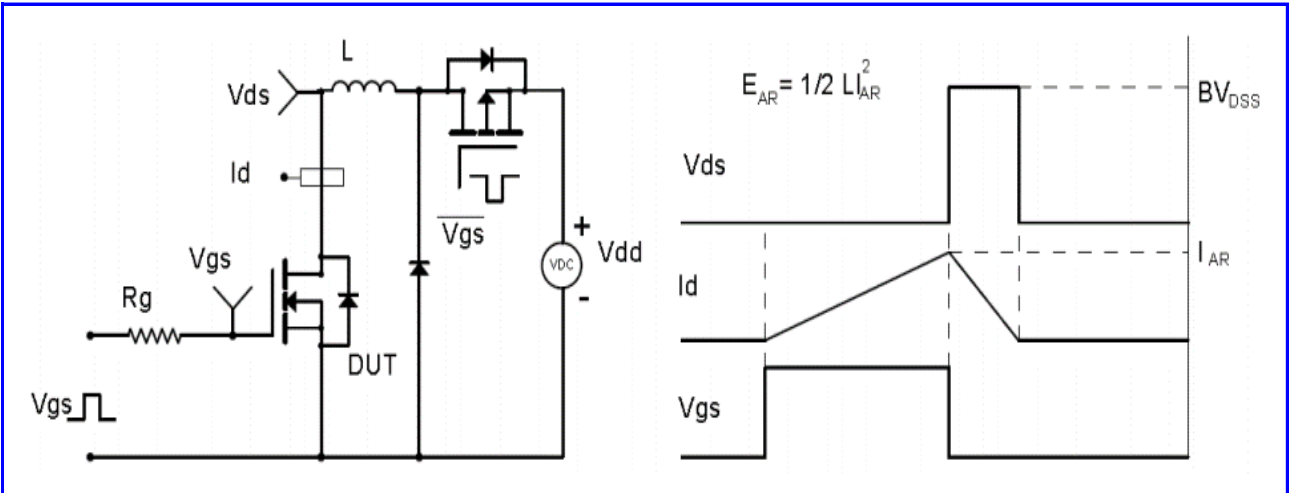 L
Vds
Id
Vgs
Rg
Vgs
DUT
Vgs
VDC
+
Vdd
-
E_AR = 1/2 LI_AR^2
BV_DSS
Vds
I_AR
Id
Vgs